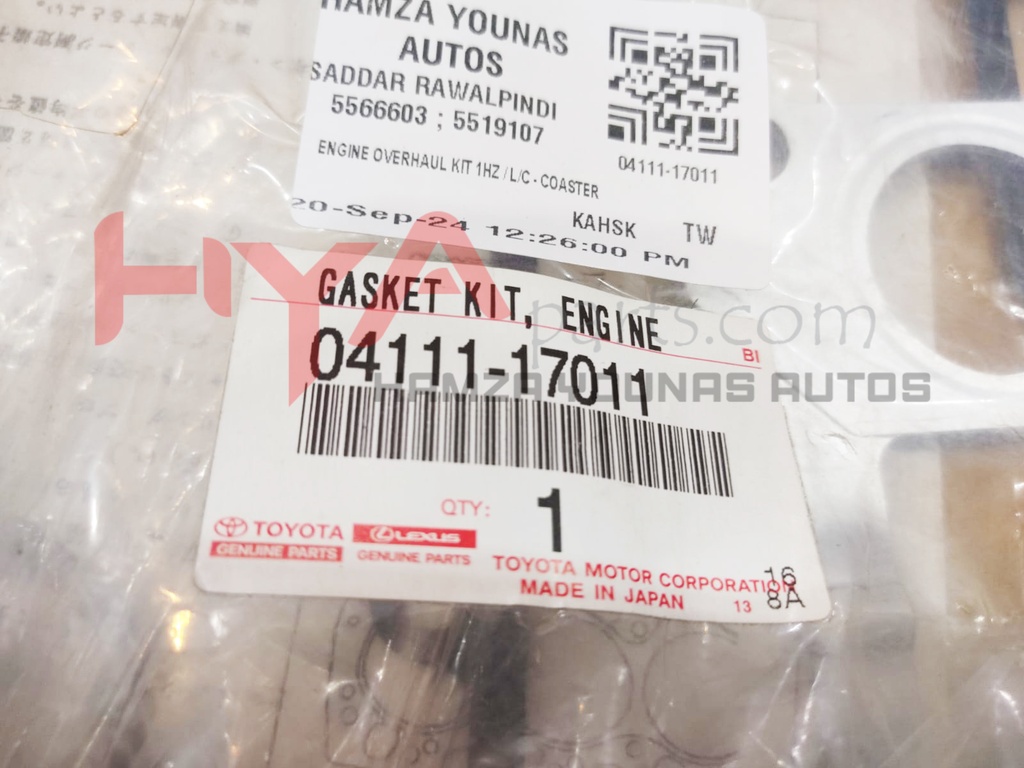 HAMZA YOUNAS
AUTOS
SADDAR RAWALPINDI
5566603 ; 5519107
04111-17011
ENGINE OVERHAUL KIT 1HZ / L/C - COASTER
KAHSK TW
20-Sep-24 12:26:00 PM
HYA
parts.com
HAMZA YOUNAS AUTOS
GASKET KIT, ENGINE
BI
04111-17011
QTY: 1
TOYOTA LEXUS
GENUINE PARTS GENUINE PARTS
TOYOTA MOTOR CORPORATION
MADE IN JAPAN 13
16
8A